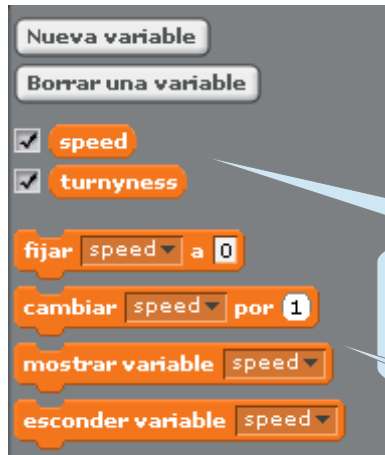 Nueva variable
Borrar una variable
speed
turnyness
fijar speed a 0
cambiar speed por 1
mostrar variable speed
esconder variable speed